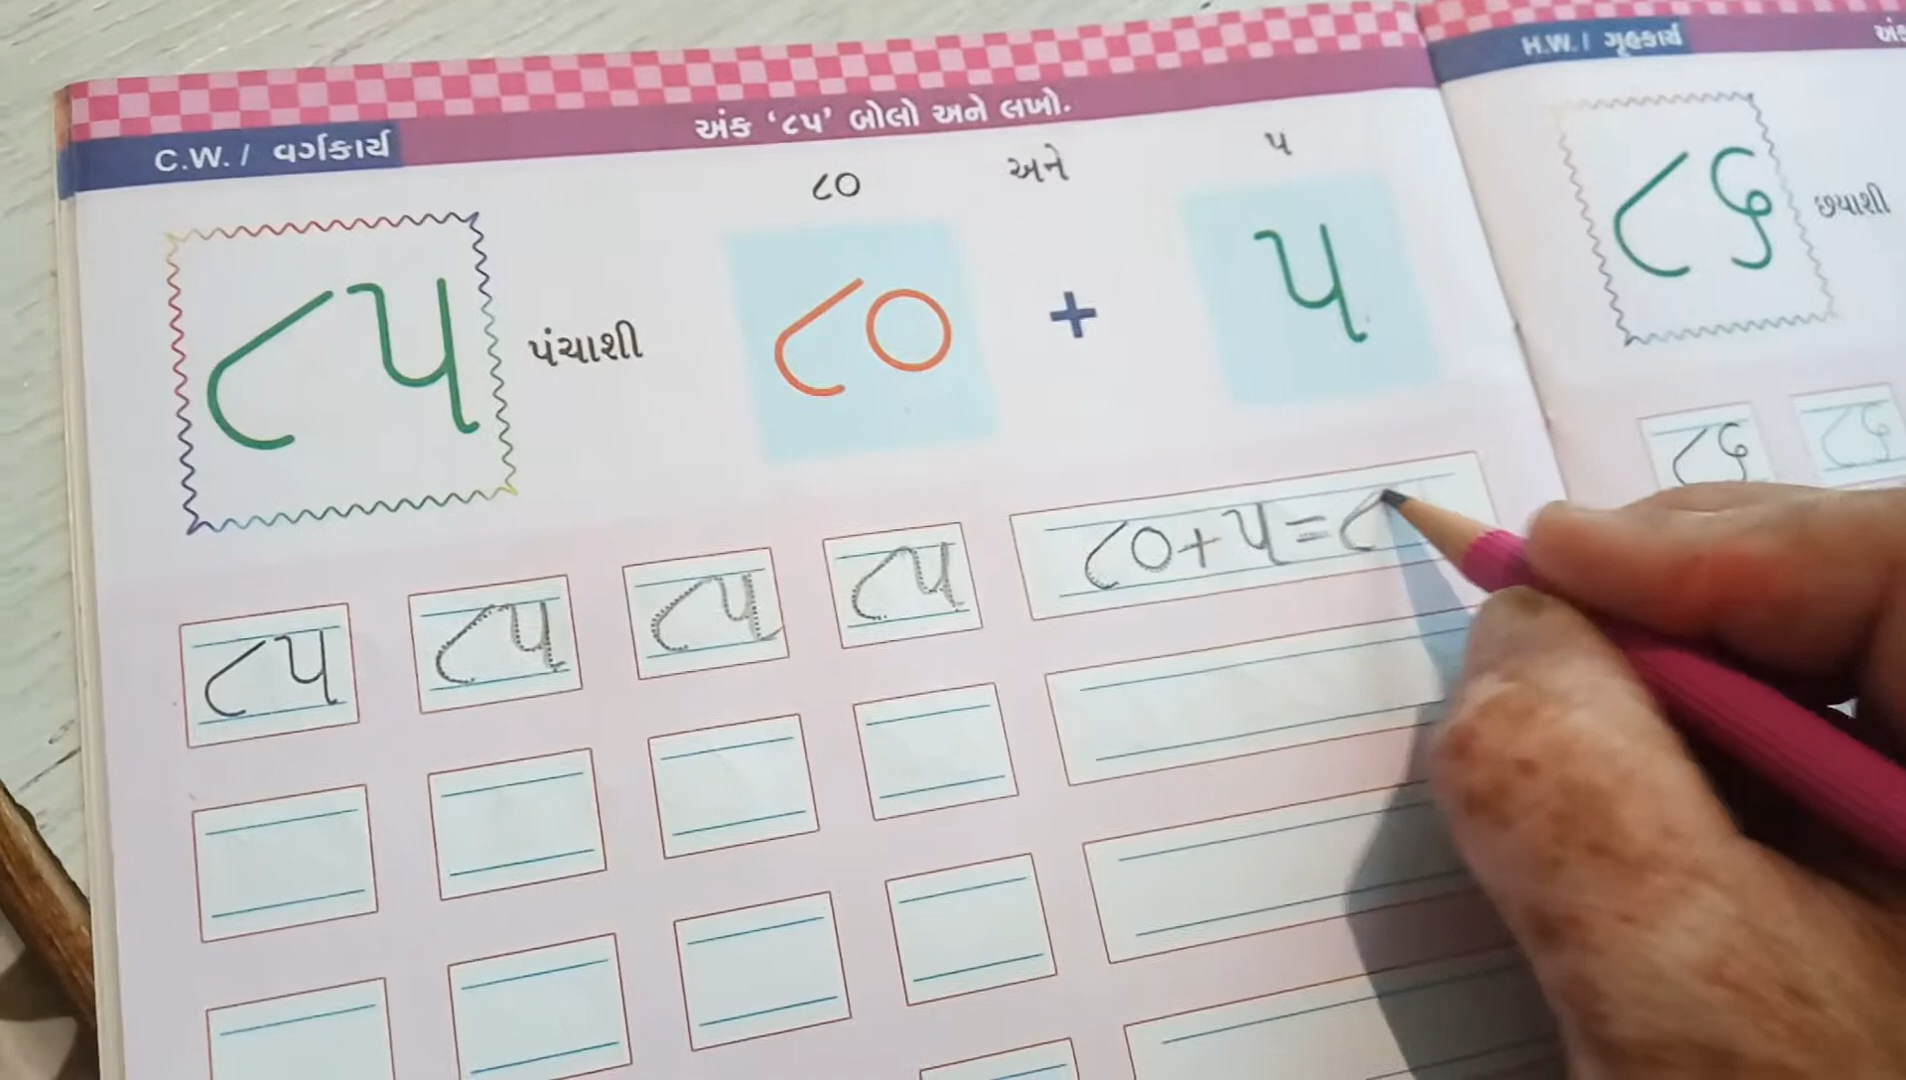 C.W. / વર્ગકાર્ય
અંક ‘૮૫’ બોલો અને લખો.
૮૦ અને ૫
૮૫ પંચાશી ૮૦ + ૫
૮૫ ૮૫ ૮૫ ૮૫ ૮૦+૫=૮
H.W. / ગૃહકાર્ય
૮૬ છયાશી
૮૬ ૮૬